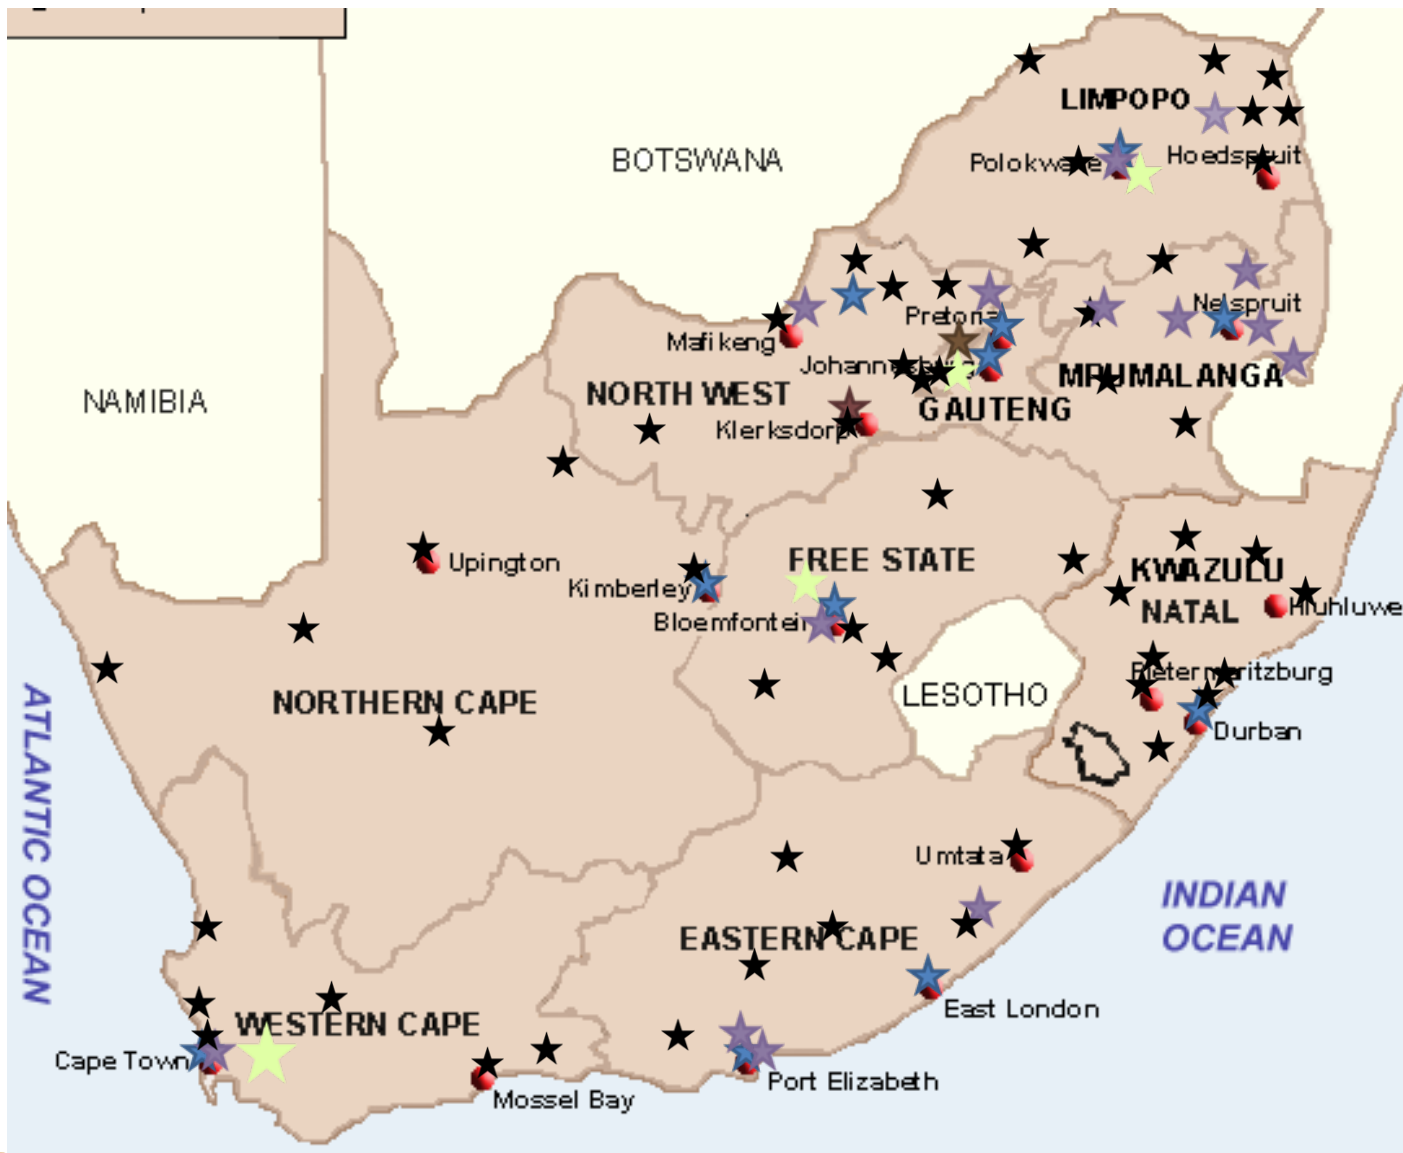 LIMPOPO
BOTSWANA
Polokwane
Hoedspruit
Pretoria
Nelspruit
Mafikeng
Johannesburg
NAMIBIA
NORTH WEST
MPUMALANGA
GAUTENG
Klerksdorp
Upington
FREE STATE
KWAZULU
NATAL
Kimberley
Hluhluwe
Bloemfontein
Pietermaritzburg
LESOTHO
NORTHERN CAPE
Durban
ATLANTIC OCEAN
Umtata
INDIAN
OCEAN
EASTERN CAPE
East London
WESTERN CAPE
Cape Town
Port Elizabeth
Mossel Bay